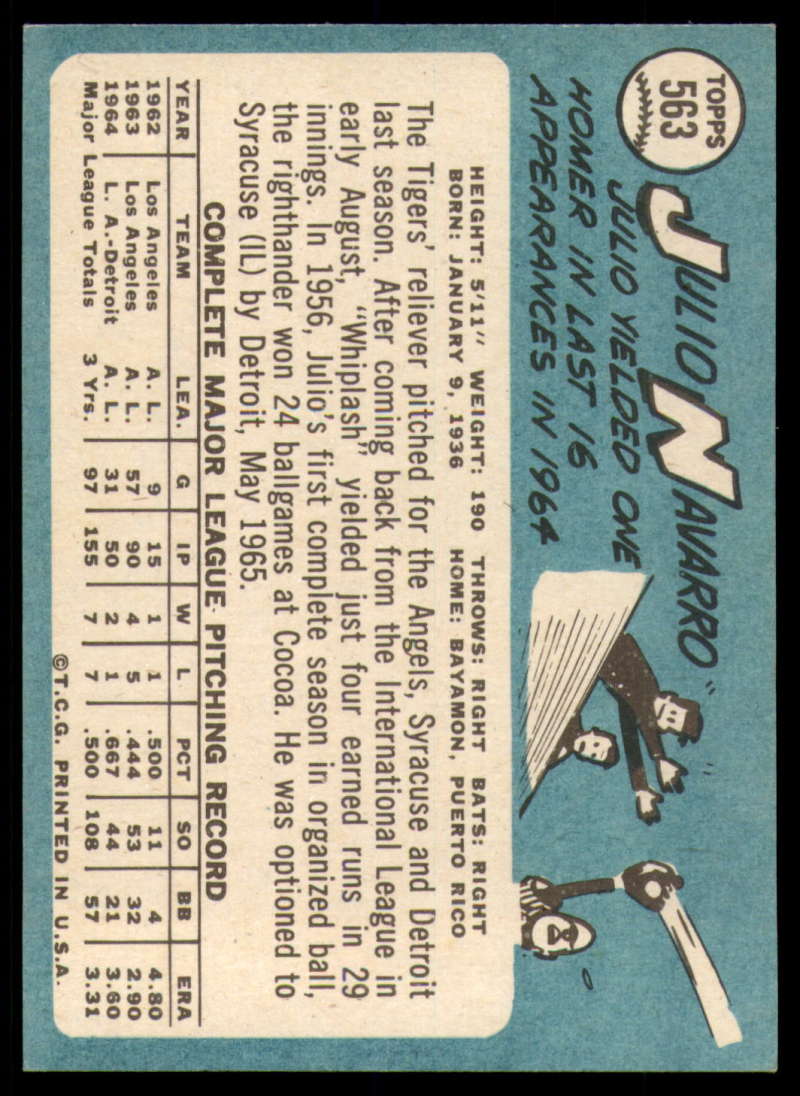 TOPPS
563
JULIO NAVARRO
JULIO YIELDED ONE
HOMER IN LAST 16
APPEARANCES IN 1964
HEIGHT: 5'11" WEIGHT: 190 THROWS: RIGHT BATS: RIGHT
BORN: JANUARY 9, 1936 HOME: BAYAMON, PUERTO RICO
The Tigers' reliever pitched for the Angels, Syracuse and Detroit
last season. After coming back from the International League in
early August, "Whiplash" yielded just four earned runs in 29
innings. In 1956, Julio's first complete season in organized ball,
the righthander won 24 ballgames at Cocoa. He was optioned to
Syracuse (IL) by Detroit, May 1965.
COMPLETE MAJOR LEAGUE PITCHING RECORD
YEAR TEAM LEA. G IP W L PCT SO BB ERA
1962 Los Angeles A. L. 9 15 1 1 .500 11 4 4.80
1963 Los Angeles A. L. 57 90 4 5 .444 53 32 2.90
1964 L. A.-Detroit A. L. 31 50 2 1 .667 44 21 3.60
Major League Totals 3 Yrs. 97 155 7 7 .500 108 57 3.31
©T.C.G. PRINTED IN U.S.A.